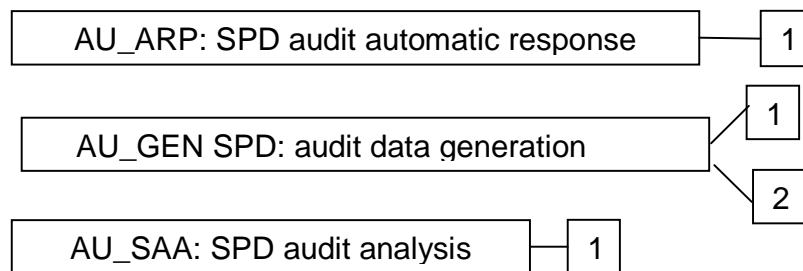 AU_ARP: SPD audit automatic response 1
1
AU_GEN SPD: audit data generation
2
AU_SAA: SPD audit analysis 1